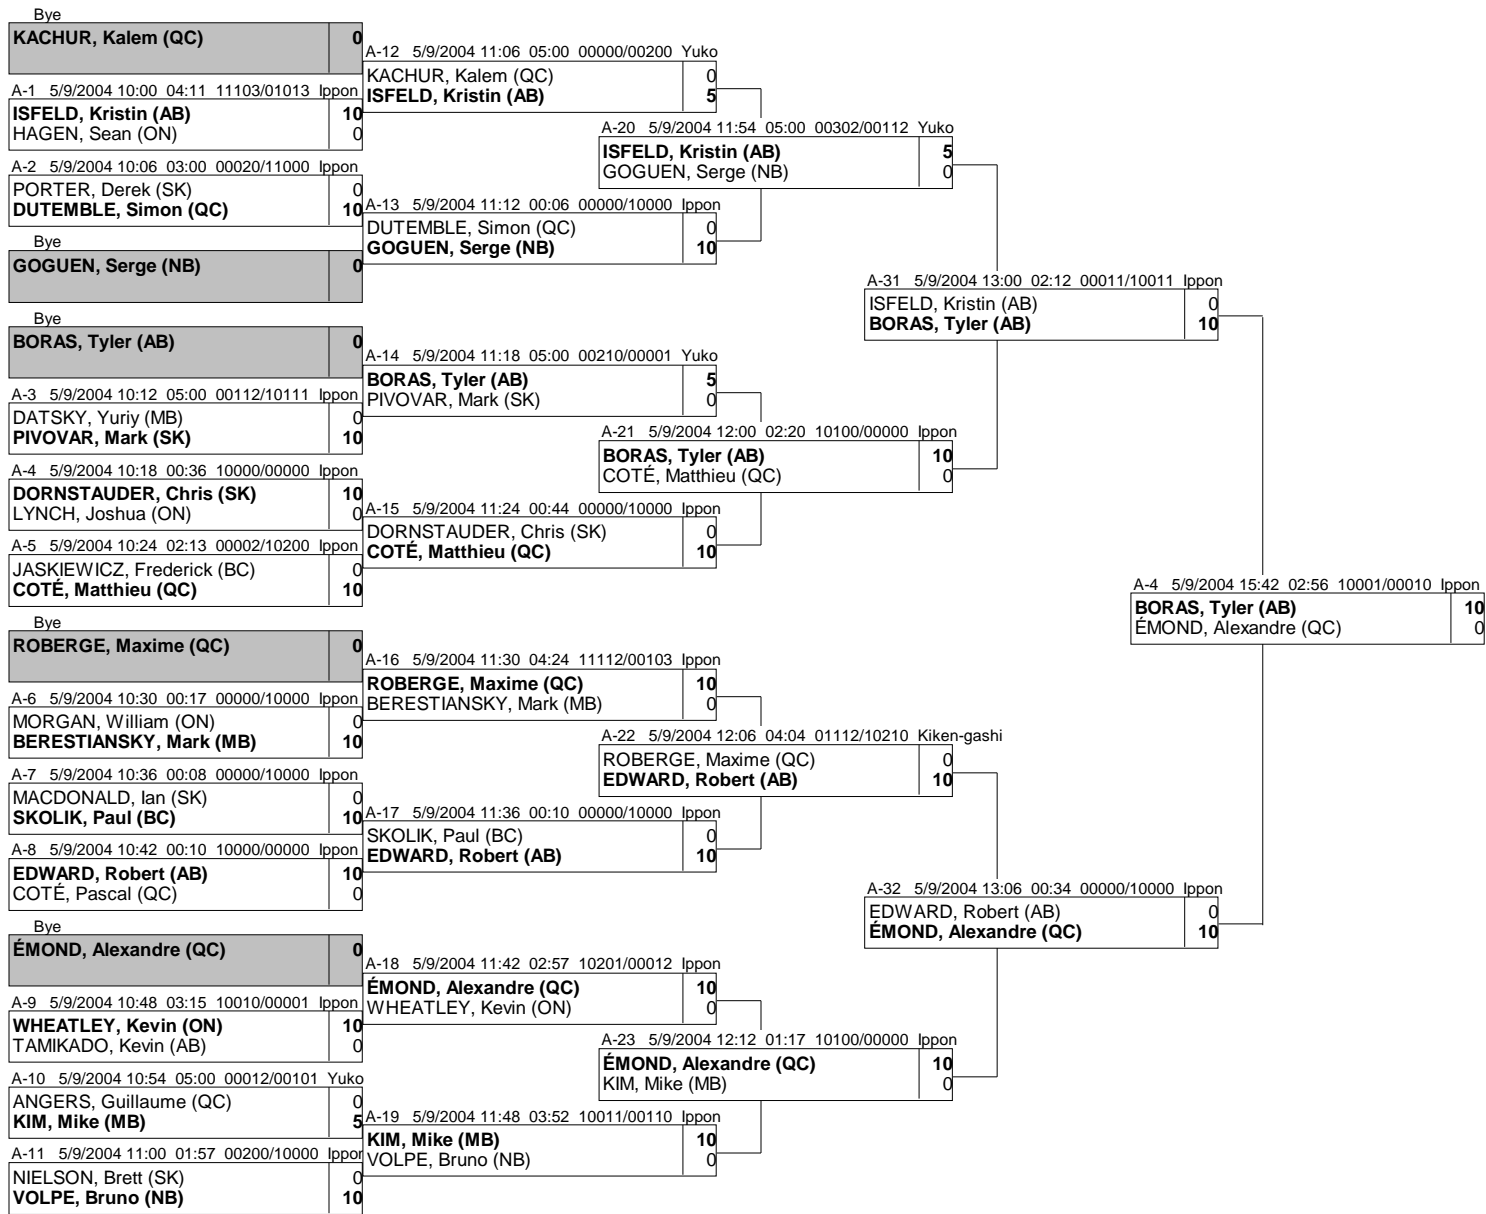 Bye
KACHUR, Kalem (QC) 0
A-1 5/9/2004 10:00 04:11 11103/01013 Ippon
ISFELD, Kristin (AB) 10
HAGEN, Sean (ON) 0
A-2 5/9/2004 10:06 03:00 00020/11000 Ippon
PORTER, Derek (SK) 0
DUTEMBLE, Simon (QC) 10
Bye
GOGUEN, Serge (NB) 0
Bye
BORAS, Tyler (AB) 0
A-3 5/9/2004 10:12 05:00 00112/10111 Ippon
DATSKY, Yuriy (MB) 0
PIVOVAR, Mark (SK) 10
A-4 5/9/2004 10:18 00:36 10000/00000 Ippon
DORNSTAUDER, Chris (SK) 10
LYNCH, Joshua (ON) 0
A-5 5/9/2004 10:24 02:13 00002/10200 Ippon
JASKIEWICZ, Frederick (BC) 0
COTÉ, Matthieu (QC) 10
Bye
ROBERGE, Maxime (QC) 0
A-6 5/9/2004 10:30 00:17 00000/10000 Ippon
MORGAN, William (ON) 0
BERESTIANSKY, Mark (MB) 10
A-7 5/9/2004 10:36 00:08 00000/10000 Ippon
MACDONALD, Ian (SK) 0
SKOLIK, Paul (BC) 10
A-8 5/9/2004 10:42 00:10 10000/00000 Ippon
EDWARD, Robert (AB) 10
COTÉ, Pascal (QC) 0
Bye
ÉMOND, Alexandre (QC) 0
A-9 5/9/2004 10:48 03:15 10010/00001 Ippon
WHEATLEY, Kevin (ON) 10
TAMIKADO, Kevin (AB) 0
A-10 5/9/2004 10:54 05:00 00012/00101 Yuko
ANGERS, Guillaume (QC) 0
KIM, Mike (MB) 5
A-11 5/9/2004 11:00 01:57 00200/10000 Ippon
NIELSON, Brett (SK) 0
VOLPE, Bruno (NB) 10
A-12 5/9/2004 11:06 05:00 00000/00200 Yuko
KACHUR, Kalem (QC) 0
ISFELD, Kristin (AB) 5
A-13 5/9/2004 11:12 00:06 00000/10000 Ippon
DUTEMBLE, Simon (QC) 0
GOGUEN, Serge (NB) 10
A-14 5/9/2004 11:18 05:00 00210/00001 Yuko
BORAS, Tyler (AB) 5
PIVOVAR, Mark (SK) 0
A-15 5/9/2004 11:24 00:44 00000/10000 Ippon
DORNSTAUDER, Chris (SK) 0
COTÉ, Matthieu (QC) 10
A-16 5/9/2004 11:30 04:24 11112/00103 Ippon
ROBERGE, Maxime (QC) 10
BERESTIANSKY, Mark (MB) 0
A-17 5/9/2004 11:36 00:10 00000/10000 Ippon
SKOLIK, Paul (BC) 0
EDWARD, Robert (AB) 10
A-18 5/9/2004 11:42 02:57 10201/00012 Ippon
ÉMOND, Alexandre (QC) 10
WHEATLEY, Kevin (ON) 0
A-19 5/9/2004 11:48 03:52 10011/00110 Ippon
KIM, Mike (MB) 10
VOLPE, Bruno (NB) 0
A-20 5/9/2004 11:54 05:00 00302/00112 Yuko
ISFELD, Kristin (AB) 5
GOGUEN, Serge (NB) 0
A-21 5/9/2004 12:00 02:20 10100/00000 Ippon
BORAS, Tyler (AB) 10
COTÉ, Matthieu (QC) 0
A-22 5/9/2004 12:06 04:04 01112/10210 Kiken-gashi
ROBERGE, Maxime (QC) 0
EDWARD, Robert (AB) 10
A-23 5/9/2004 12:12 01:17 10100/00000 Ippon
ÉMOND, Alexandre (QC) 10
KIM, Mike (MB) 0
A-31 5/9/2004 13:00 02:12 00011/10011 Ippon
ISFELD, Kristin (AB) 0
BORAS, Tyler (AB) 10
A-32 5/9/2004 13:06 00:34 00000/10000 Ippon
EDWARD, Robert (AB) 0
ÉMOND, Alexandre (QC) 10
A-4 5/9/2004 15:42 02:56 10001/00010 Ippon
BORAS, Tyler (AB) 10
ÉMOND, Alexandre (QC) 0